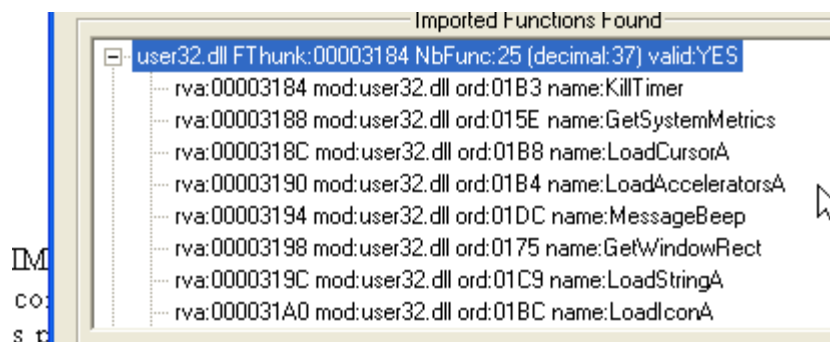 Imported Functions Found
user32.dll FThunk:00003184 NbFunc:25 (decimal:37) valid:YES
rva:00003184 mod:user32.dll ord:01B3 name:KillTimer
rva:00003188 mod:user32.dll ord:015E name:GetSystemMetrics
rva:0000318C mod:user32.dll ord:01B8 name:LoadCursorA
rva:00003190 mod:user32.dll ord:01B4 name:LoadAcceleratorsA
rva:00003194 mod:user32.dll ord:01DC name:MessageBeep
rva:00003198 mod:user32.dll ord:0175 name:GetWindowRect
rva:0000319C mod:user32.dll ord:01C9 name:LoadStringA
rva:000031A0 mod:user32.dll ord:01BC name:LoadIconA